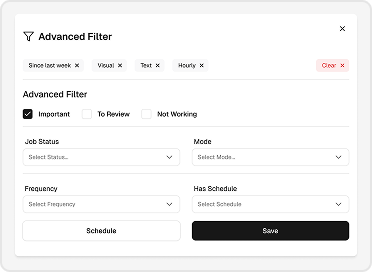 Advanced Filter
Since last week Visual Text Hourly Clear
Advanced Filter
Important To Review Not Working
Job Status Mode
Select Status... Select Mode...
Frequency Has Schedule
Select Frequency Select Schedule
Schedule Save